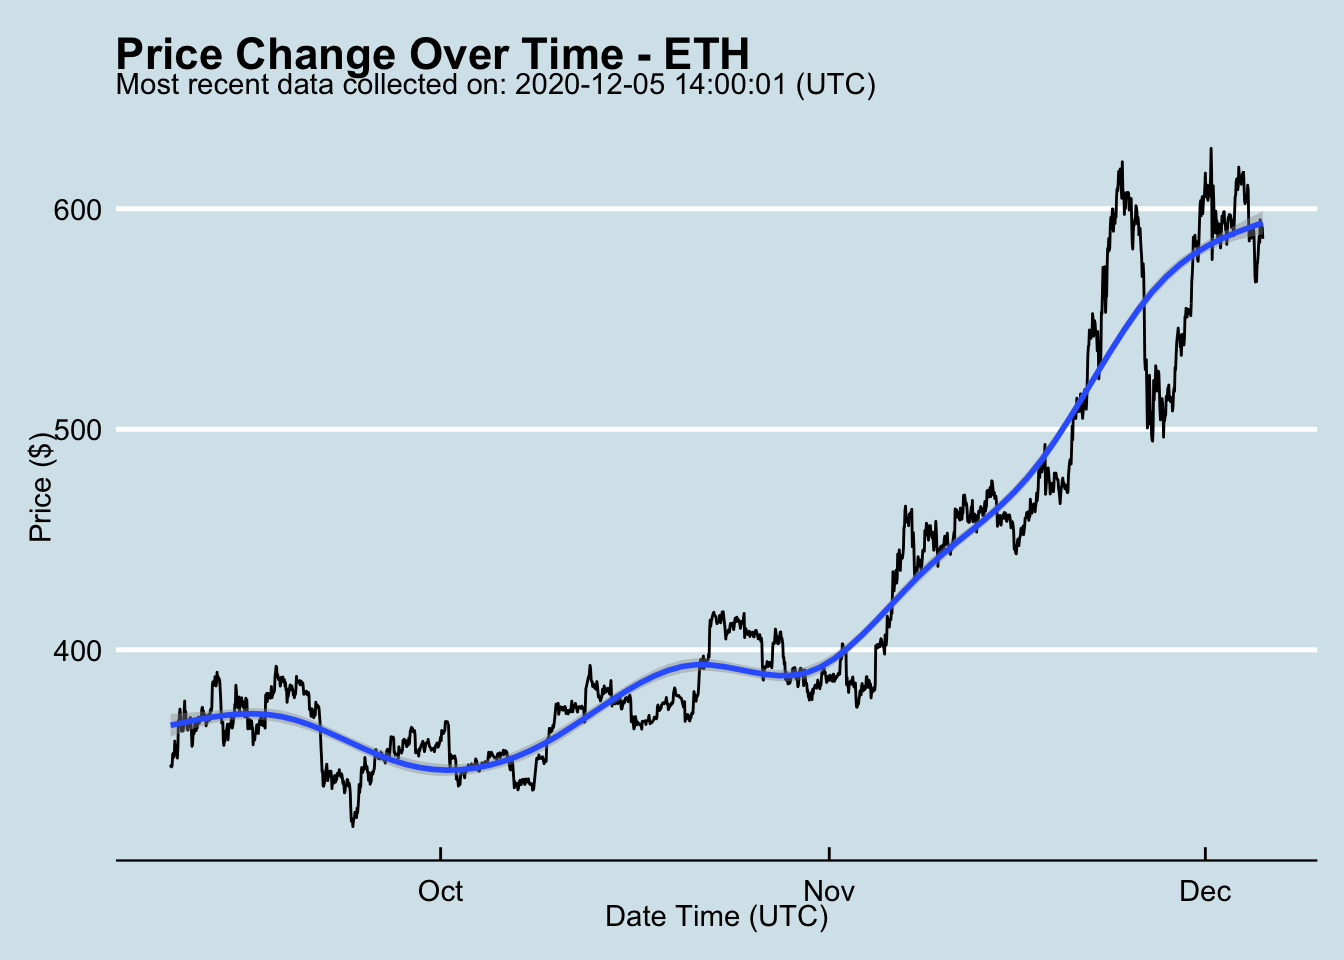 Price Change Over Time - ETH
Most recent data collected on: 2020-12-05 14:00:01 (UTC)
600
500
400
Price ($)
Oct
Nov
Dec
Date Time (UTC)